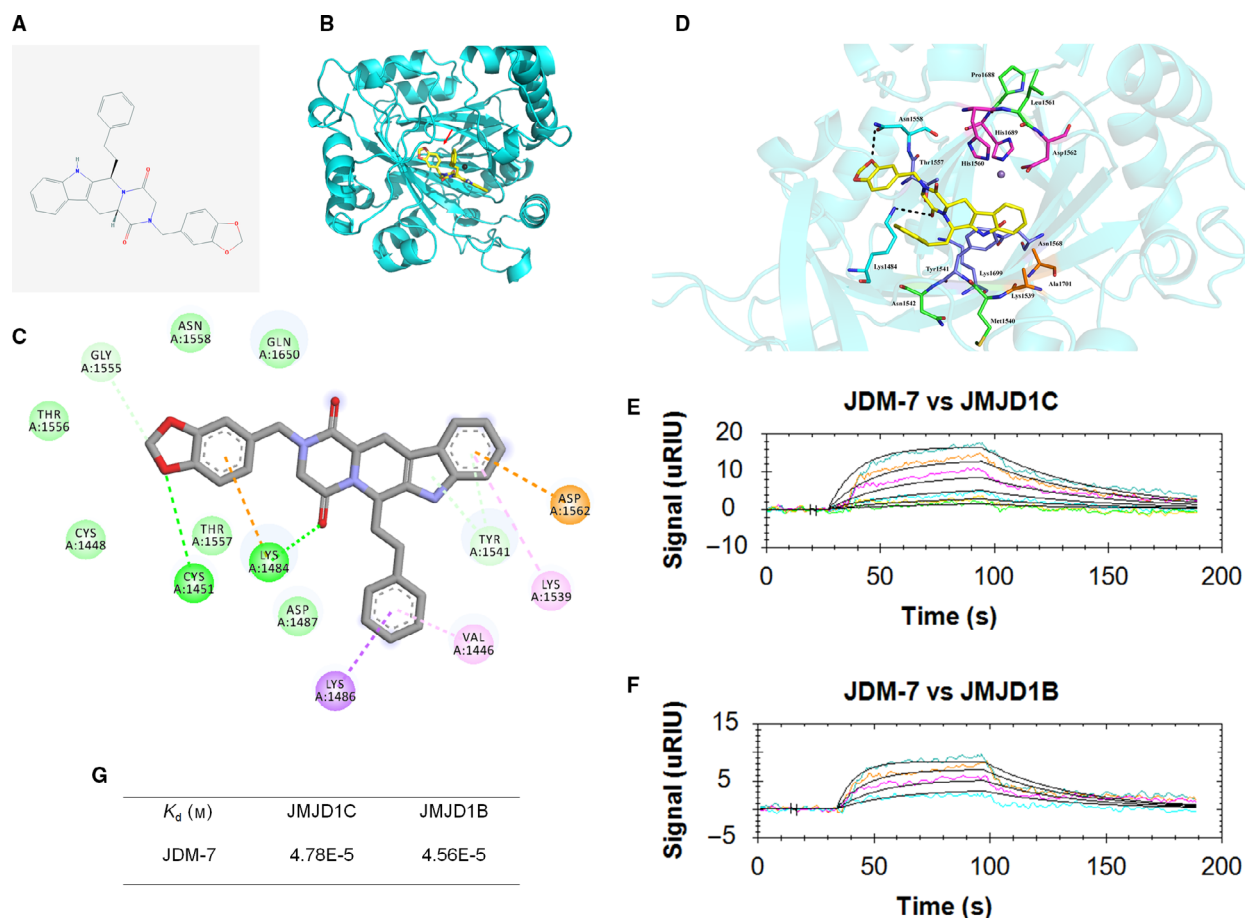 A
H
N
O
N
N
H
O
O
O
B
D
Pro1688
Leu1561
Asn1558
His1689
Thr1557
His1560
Asp1562
Lys1484
Tyr1541
Lys1690
Asn1568
Ala1701
Asn1542
Lys1539
Met1540
C
ASN
A:1558
GLN
A:1650
GLY
A:1555
THR
A:1556
ASP
A:1562
CYS
A:1448
THR
A:1557
LYS
A:1484
TYR
A:1541
CYS
A:1451
LYS
A:1539
ASP
A:1487
VAL
A:1446
LYS
A:1486
E
JDM-7 vs JMJD1C
Signal (uRIU)
20
10
0
–10
0 50 100 150 200
Time (s)
F
JDM-7 vs JMJD1B
Signal (uRIU)
15
5
–5
0 50 100 150 200
Time (s)
G
Kd (M) JMJD1C JMJD1B
JDM-7 4.78E-5 4.56E-5